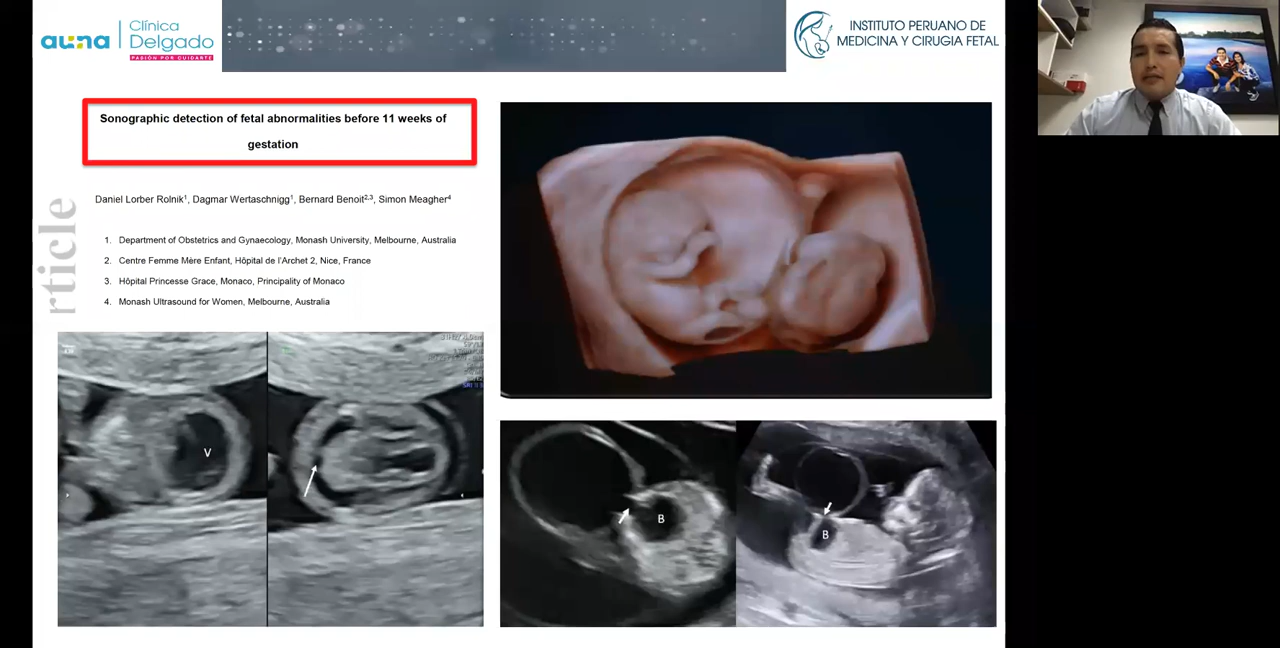 auna
Clínica
Delgado
PASIÓN POR CUIDARTE
INSTITUTO PERUANO DE
MEDICINA Y CIRUGIA FETAL
Sonographic detection of fetal abnormalities before 11 weeks of
gestation
Daniel Lorber Rolnik1, Dagmar Wertaschnigg1, Bernard Benoit2,3, Simon Meagher4
rticle
1. Department of Obstetrics and Gynaecology, Monash University, Melbourne, Australia
2. Centre Femme Mère Enfant, Hôpital de l'Archet 2, Nice, France
3. Hôpital Princesse Grace, Monaco, Principality of Monaco
4. Monash Ultrasound for Women, Melbourne, Australia
V
B
B